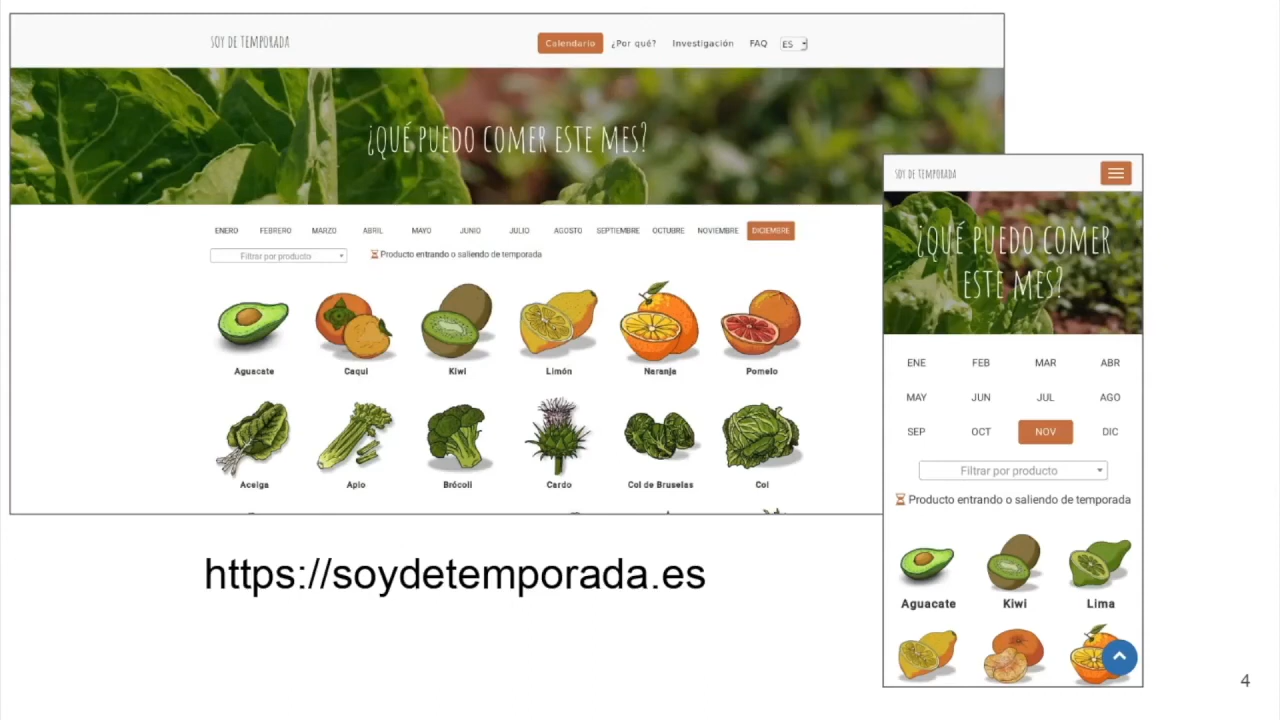 SOY DE TEMPORADA
Calendario ¿Por qué? Investigación FAQ ES
¿QUÉ PUEDO COMER ESTE MES?
ENERO FEBRERO MARZO ABRIL MAYO JUNIO JULIO AGOSTO SEPTIEMBRE OCTUBRE NOVIEMBRE DICIEMBRE
Filtrar por producto
Producto entrando o saliendo de temporada
Aguacate Caqui Kiwi Limón Naranja Pomelo
Acelga Apio Brócoli Cardo Col de Bruselas Col
SOY DE TEMPORADA
¿QUÉ PUEDO COMER
ESTE MES?
ENE FEB MAR ABR
MAY JUN JUL AGO
SEP OCT NOV DIC
Filtrar por producto
Producto entrando o saliendo de temporada
Aguacate Kiwi Lima
https://soydetemporada.es
4